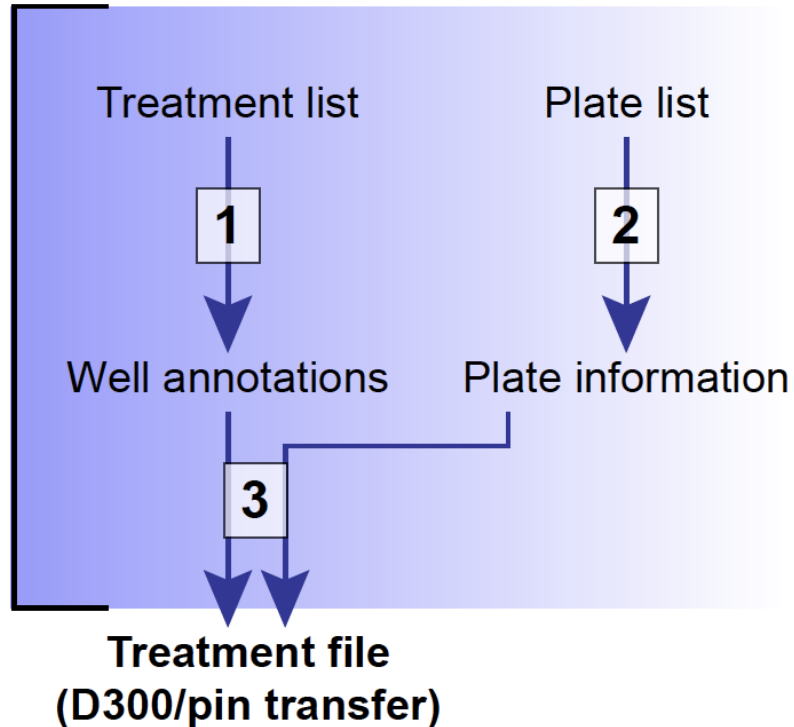 Treatment list
Plate list
1
2
Well annotations
Plate information
3
Treatment file
(D300/pin transfer)